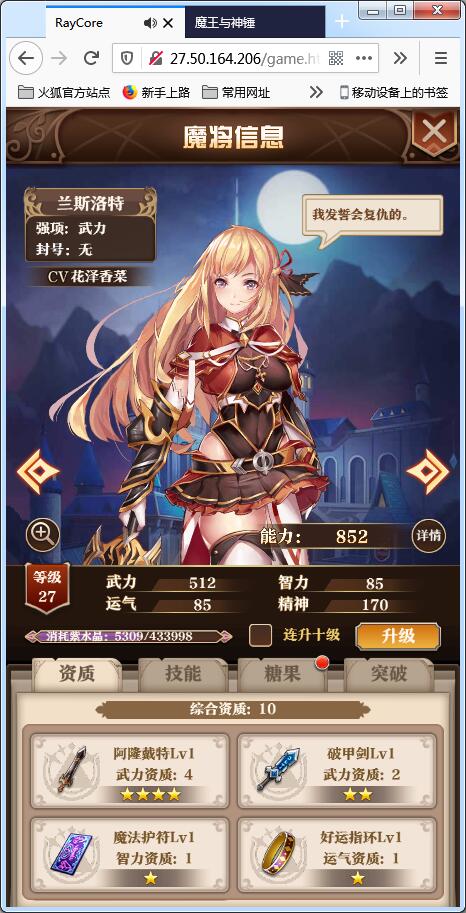 RayCore
魔王与神锤
27.50.164.206/game.h
火狐官方站点
新手上路
常用网址
移动设备上的书签
魔将信息
兰斯洛特
强项: 武力
封号: 无
CV花泽香菜
我发誓会复仇的。
能力: 852
详情
等级
27
武力 512
智力 85
运气 85
精神 170
消耗紫水晶: 5309/433998
连升十级
升级
资质
技能
糖果
突破
综合资质: 10
阿隆戴特Lv1
武力资质: 4
破甲剑Lv1
武力资质: 2
魔法护符Lv1
智力资质: 1
好运指环Lv1
运气资质: 1